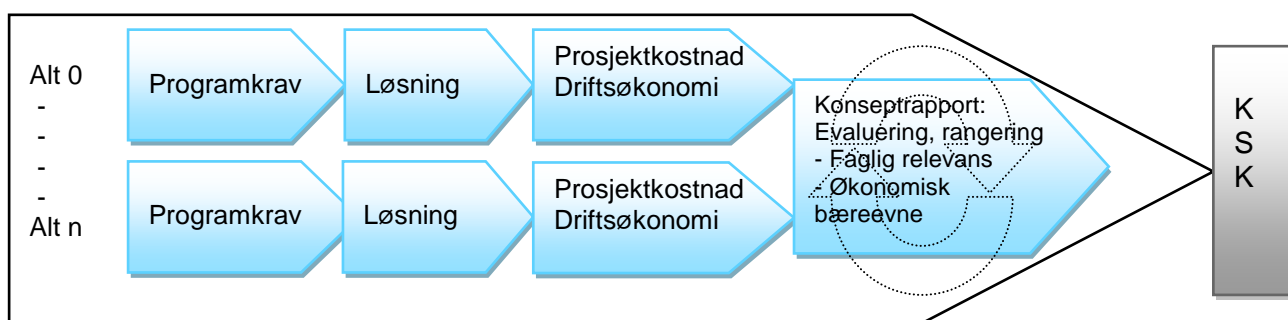 Alt 0
-
-
-
-
Alt n
Programkrav
Løsning
Prosjektkostnad
Driftsøkonomi
Programkrav
Løsning
Prosjektkostnad
Driftsøkonomi
Konseptrapport:
Evaluering, rangering
- Faglig relevans
- Økonomisk
bæreevne
K
S
K